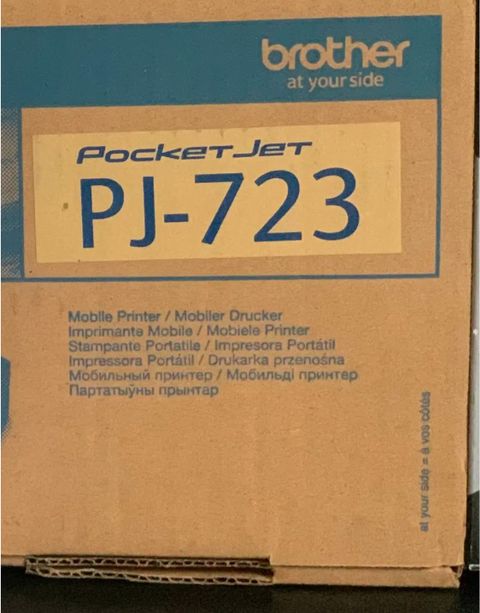 brother
at your side
PocketJet
PJ-723
Mobile Printer / Mobiler Drucker
Imprimante Mobile / Mobiele Printer
Stampante Portatile / Impresora Portátil
Impressora Portátil / Drukarka przenośna
Мобильный принтер / Мобильді принтер
Партатыўны прынтар
at your side = à vos côtés